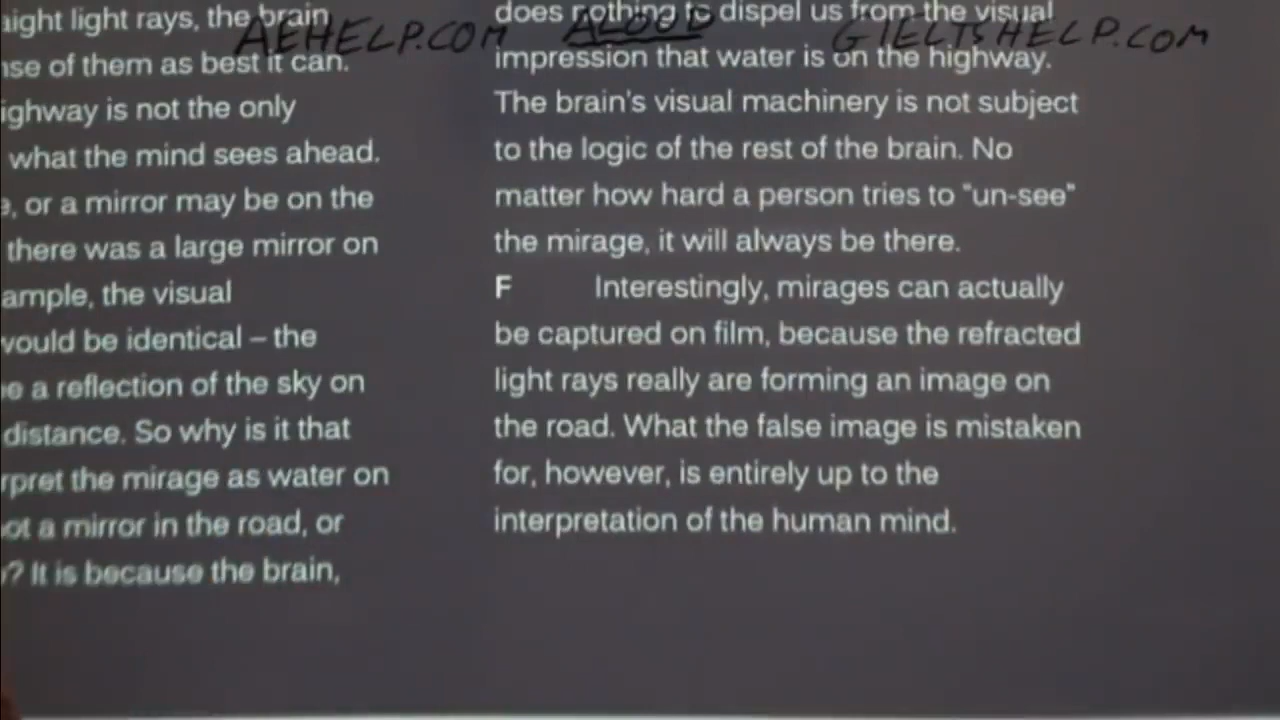 AEHELP.COM ALOUD GIELTSHELP.COM
light rays, the brain
of them as best it can.
is not the only
what the mind sees ahead.
or a mirror may be on the
there was a large mirror on
the visual
would be identical – the
a reflection of the sky on
distance. So why is it that
the mirage as water on
a mirror in the road, or
? It is because the brain,
does nothing to dispel us from the visual
impression that water is on the highway.
The brain's visual machinery is not subject
to the logic of the rest of the brain. No
matter how hard a person tries to "un-see"
the mirage, it will always be there.
F Interestingly, mirages can actually
be captured on film, because the refracted
light rays really are forming an image on
the road. What the false image is mistaken
for, however, is entirely up to the
interpretation of the human mind.